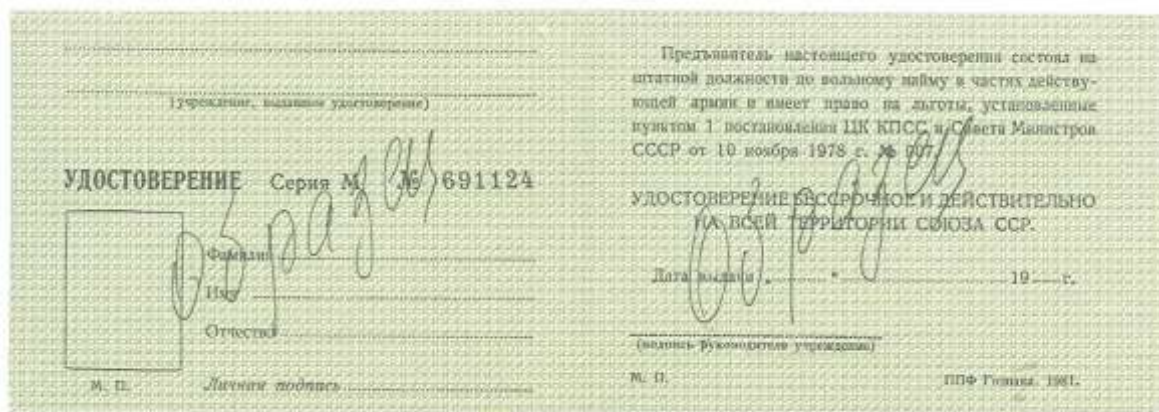 (учреждение, выдавшее удостоверение)
УДОСТОВЕРЕНИЕ Серия М № 691124
образец
Фамилия
Имя
Отчество
М. П.
Личная подпись
Предъявитель настоящего удостоверения состоял на
штатной должности по вольному найму в частях действу-
ющей армии и имеет право на льготы, установленные
пунктом 1 постановления ЦК КПСС и Совета Министров
СССР от 10 ноября 1978 г. № 907.
УДОСТОВЕРЕНИЕ БЕССРОЧНОЕ И ДЕЙСТВИТЕЛЬНО
НА ВСЕЙ ТЕРРИТОРИИ СОЮЗА ССР.
образец
Дата выдачи „ “ 19 г.
(подпись руководителя учреждения)
М. П.
ППФ Гознака. 1981.